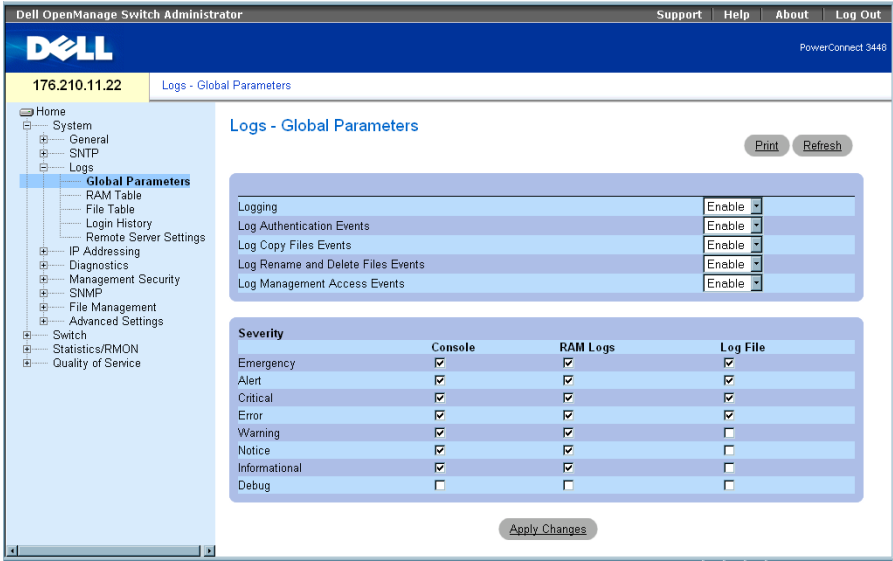 Dell OpenManage Switch Administrator
Support Help About Log Out
DELL
PowerConnect 3448
176.210.11.22
Logs - Global Parameters
Home
System
General
SNTP
Logs
Global Parameters
RAM Table
File Table
Login History
Remote Server Settings
IP Addressing
Diagnostics
Management Security
SNMP
File Management
Advanced Settings
Switch
Statistics/RMON
Quality of Service
Logs - Global Parameters
Print Refresh
Logging Enable
Log Authentication Events Enable
Log Copy Files Events Enable
Log Rename and Delete Files Events Enable
Log Management Access Events Enable
Severity
Console RAM Logs Log File
Emergency
Alert
Critical
Error
Warning
Notice
Informational
Debug
Apply Changes